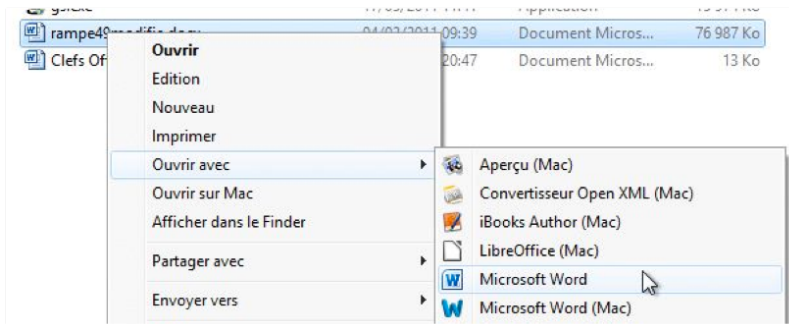 rampe49modific.docx 04/03/2011 09:39 Document Micros... 76 987 Ko
Clefs Of 20:47 Document Micros... 13 Ko
Ouvrir
Edition
Nouveau
Imprimer
Ouvrir avec
Ouvrir sur Mac
Afficher dans le Finder
Partager avec
Envoyer vers
Aperçu (Mac)
Convertisseur Open XML (Mac)
iBooks Author (Mac)
LibreOffice (Mac)
Microsoft Word
Microsoft Word (Mac)